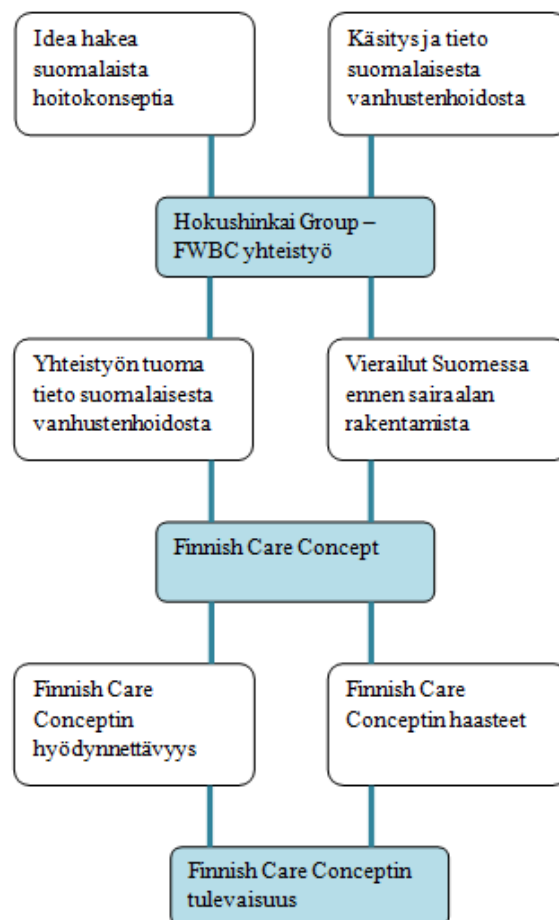 Idea hakea
suomalaista
hoitokonseptia
Käsitys ja tieto
suomalaisesta
vanhustenhoidosta
Hokushinkai Group –
FWBC yhteistyö
Yhteistyön tuoma
tieto suomalaisesta
vanhustenhoidosta
Vierailut Suomessa
ennen sairaalan
rakentamista
Finnish Care Concept
Finnish Care
Conceptin
hyödynnettävyys
Finnish Care
Conceptin haasteet
Finnish Care Conceptin
tulevaisuus